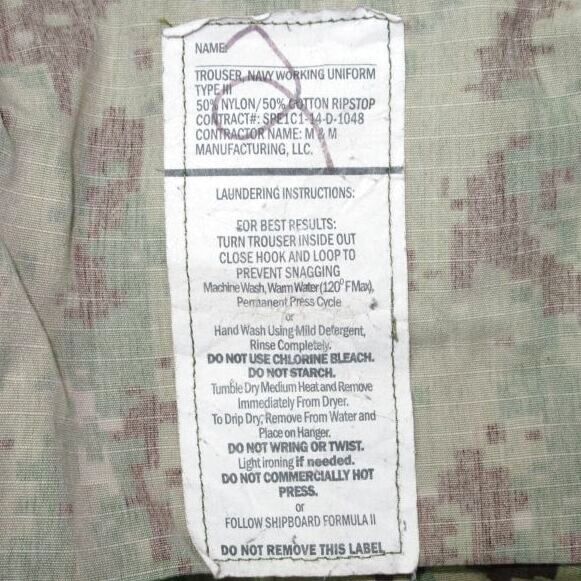 NAME:
TROUSER, NAVY WORKING UNIFORM
TYPE III
50% NYLON/50% COTTON RIPSTOP
CONTRACT#: SPE1C1-14-D-1048
CONTRACTOR NAME: M & M
MANUFACTURING, LLC.
LAUNDERING INSTRUCTIONS:
FOR BEST RESULTS:
TURN TROUSER INSIDE OUT
CLOSE HOOK AND LOOP TO
PREVENT SNAGGING
Machine Wash, Warm Water (120⁰ F Max),
Permanent Press Cycle
or
Hand Wash Using Mild Detergent,
Rinse Completely.
DO NOT USE CHLORINE BLEACH.
DO NOT STARCH.
Tumble Dry Medium Heat and Remove
Immediately From Dryer.
To Drip Dry, Remove From Water and
Place on Hanger.
DO NOT WRING OR TWIST.
Light ironing if needed.
DO NOT COMMERCIALLY HOT
PRESS.
or
FOLLOW SHIPBOARD FORMULA II
DO NOT REMOVE THIS LABEL